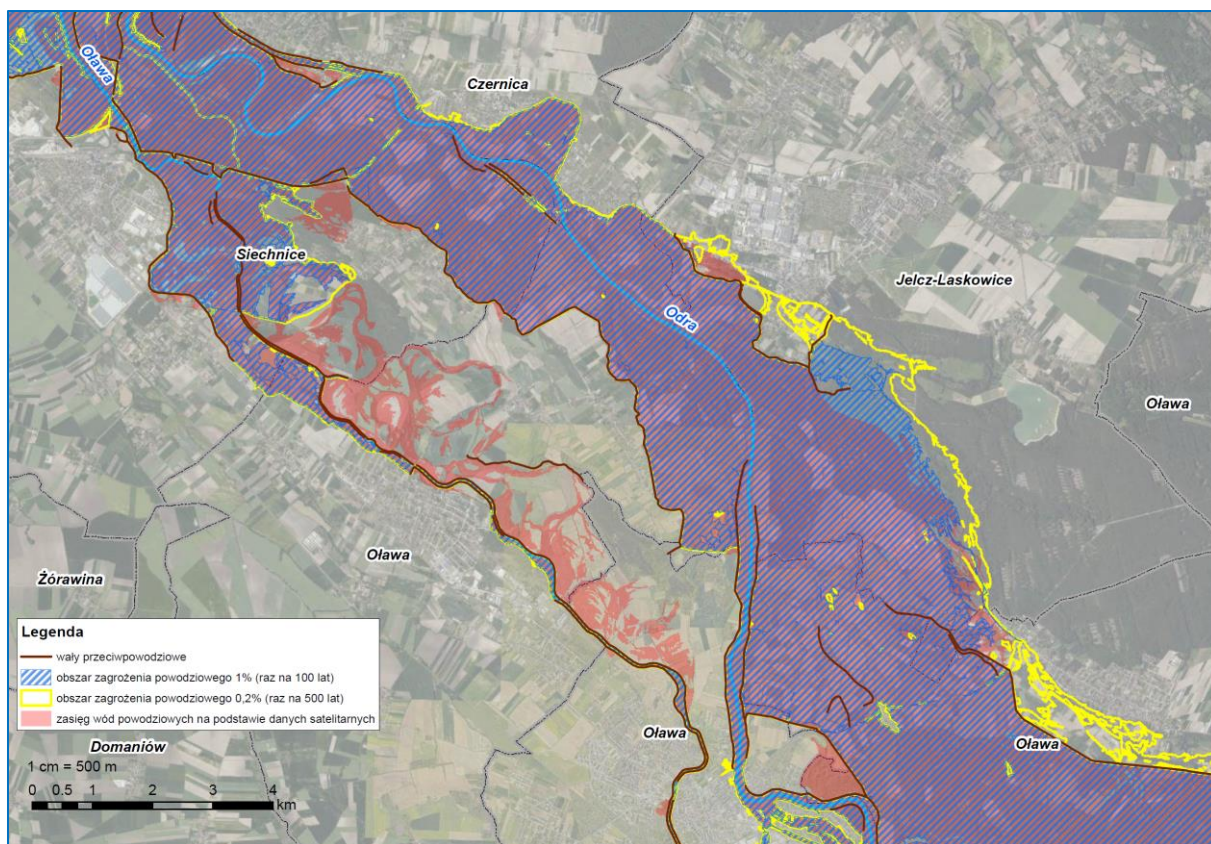 Oława
Czernica
Siechnice
Odra
Jelcz-Laskowice
Oława
Oława
Żórawina
Legenda
wały przeciwpowodziowe
obszar zagrożenia powodziowego 1% (raz na 100 lat)
obszar zagrożenia powodziowego 0,2% (raz na 500 lat)
zasięg wód powodziowych na podstawie danych satelitarnych
Oława
Oława
Domaniów
1 cm = 500 m
0 0.5 1 2 3 4
km